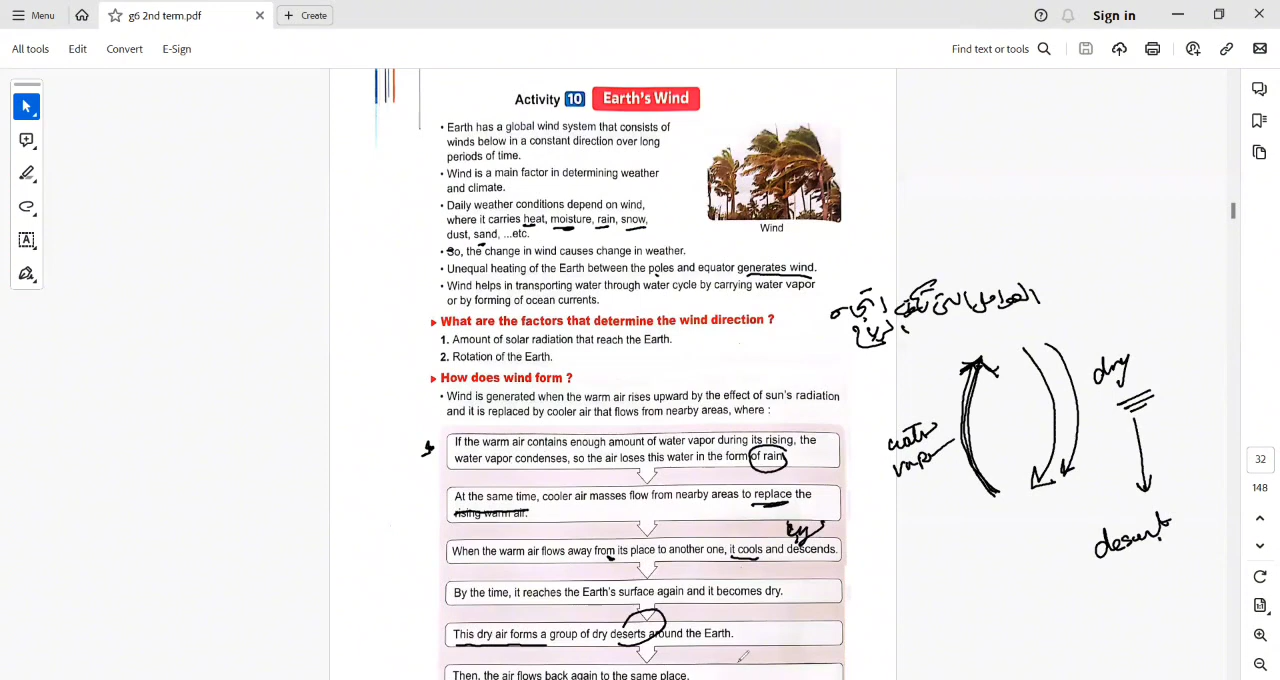 Menu
g6 2nd term.pdf
Create
Sign in
All tools
Edit
Convert
E-Sign
Find text or tools
Activity 10 Earth's Wind
• Earth has a global wind system that consists of
winds below in a constant direction over long
periods of time.
• Wind is a main factor in determining weather
and climate.
• Daily weather conditions depend on wind,
where it carries heat, moisture, rain, snow,
dust, sand, ...etc.
• So, the change in wind causes change in weather.
• Unequal heating of the Earth between the poles and equator generates wind.
• Wind helps in transporting water through water cycle by carrying water vapor
or by forming of ocean currents.
Wind
What are the factors that determine the wind direction ?
1. Amount of solar radiation that reach the Earth.
2. Rotation of the Earth.
How does wind form ?
• Wind is generated when the warm air rises upward by the effect of sun's radiation
and it is replaced by cooler air that flows from nearby areas, where :
If the warm air contains enough amount of water vapor during its rising, the
water vapor condenses, so the air loses this water in the form of rain.
At the same time, cooler air masses flow from nearby areas to replace the
rising warm air.
When the warm air flows away from its place to another one, it cools and descends.
By the time, it reaches the Earth's surface again and it becomes dry.
This dry air forms a group of dry deserts around the Earth.
Then, the air flows back again to the same place.
العوامل التي
الرياح
dry
water
vapor
desert
32
148